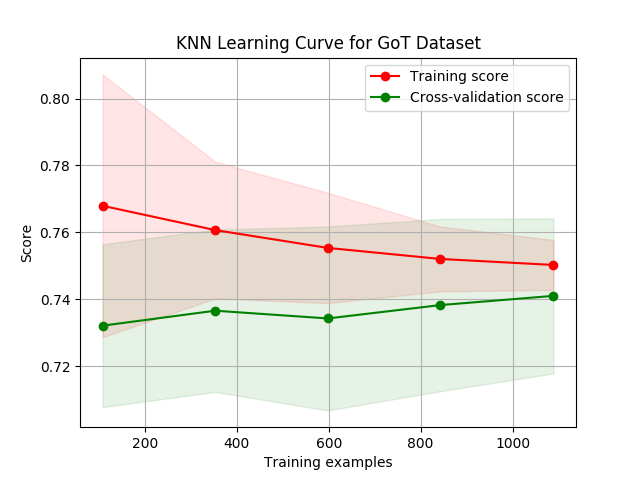 KNN Learning Curve for GoT Dataset
Training score
Cross-validation score
0.80
0.78
0.76
0.74
0.72
Score
200
400
600
800
1000
Training examples